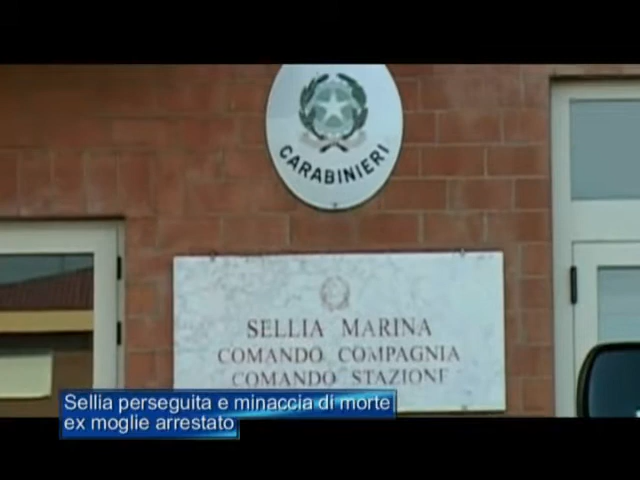 CARABINIERI
SELLIA MARINA
COMANDO COMPAGNIA
COMANDO STAZIONE
Sellia perseguita e minaccia di morte
ex moglie arrestato